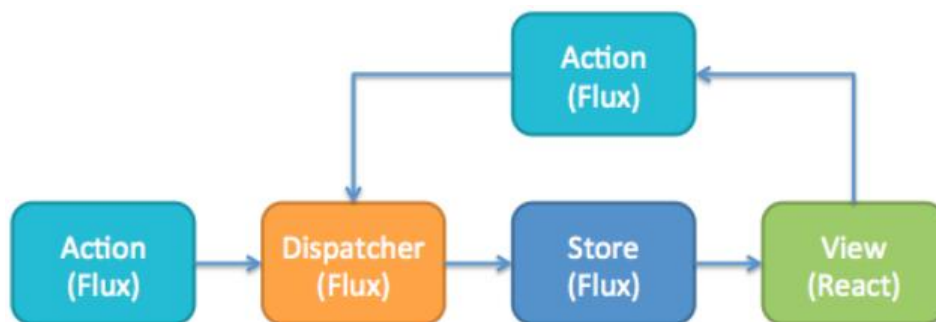 Action
(Flux)
Action
(Flux)
Dispatcher
(Flux)
Store
(Flux)
View
(React)